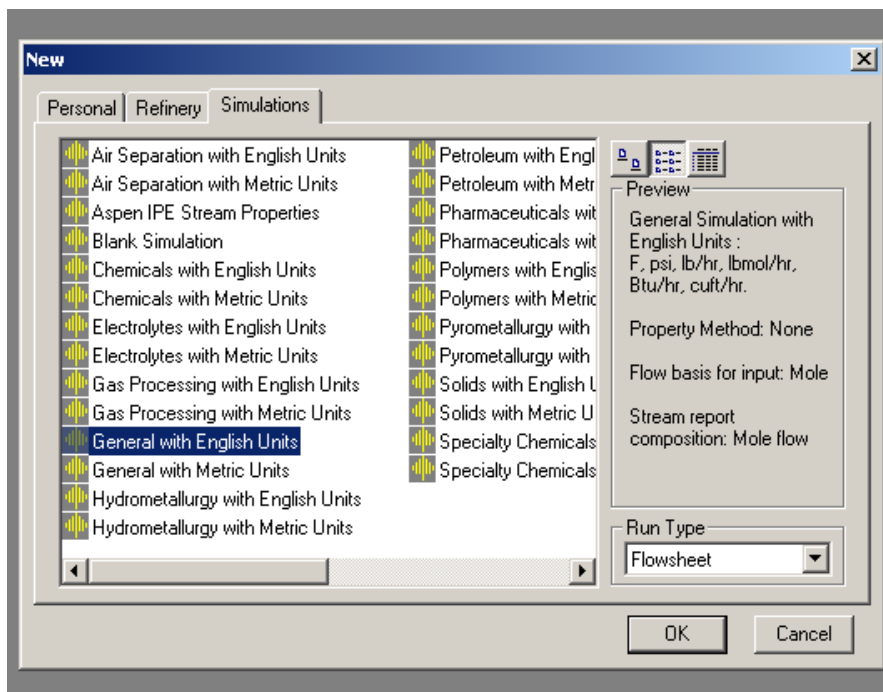 New
Personal
Refinery
Simulations
Air Separation with English Units
Air Separation with Metric Units
Aspen IPE Stream Properties
Blank Simulation
Chemicals with English Units
Chemicals with Metric Units
Electrolytes with English Units
Electrolytes with Metric Units
Gas Processing with English Units
Gas Processing with Metric Units
General with English Units
General with Metric Units
Hydrometallurgy with English Units
Hydrometallurgy with Metric Units
Petroleum with Engl
Petroleum with Metr
Pharmaceuticals wit
Pharmaceuticals wit
Polymers with Englis
Polymers with Metric
Pyrometallurgy with
Pyrometallurgy with
Solids with English U
Solids with Metric U
Specialty Chemicals
Specialty Chemicals
Preview
General Simulation with
English Units :
F, psi, lb/hr, lbmol/hr,
Btu/hr, cuft/hr.
Property Method: None
Flow basis for input: Mole
Stream report
composition: Mole flow
Run Type
Flowsheet
OK
Cancel